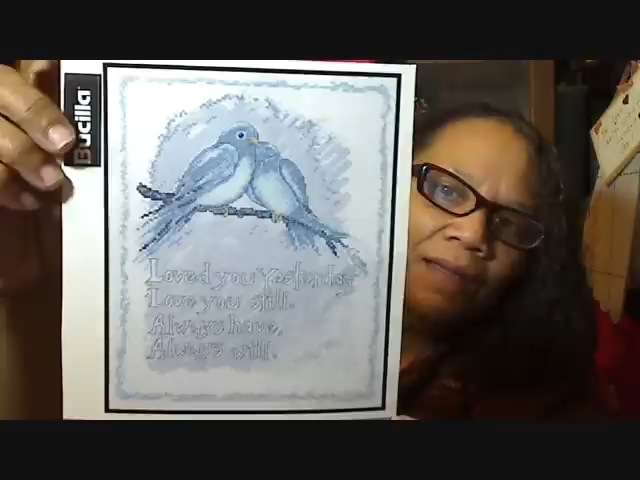 Bucilla
Loved you Yesterday
Love you still.
Always have,
Always will.